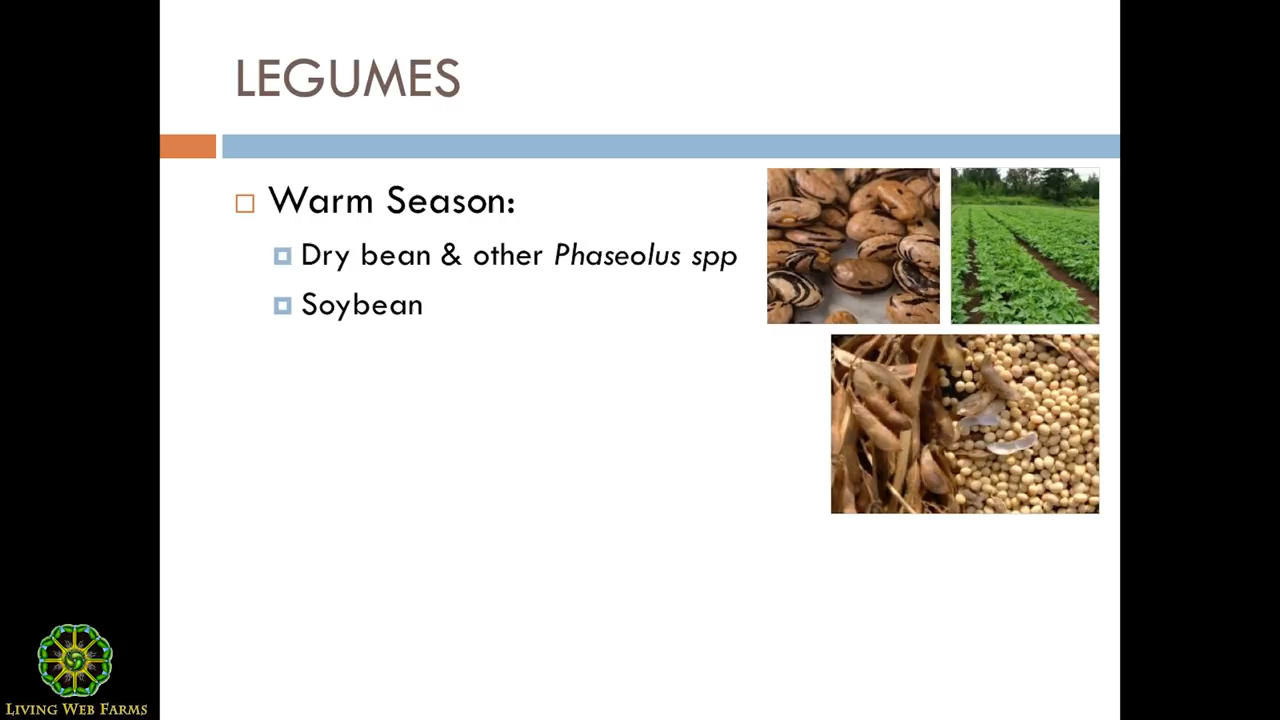 LEGUMES
Warm Season:
Dry bean & other Phaseolus spp
Soybean
LIVING WEB FARMS